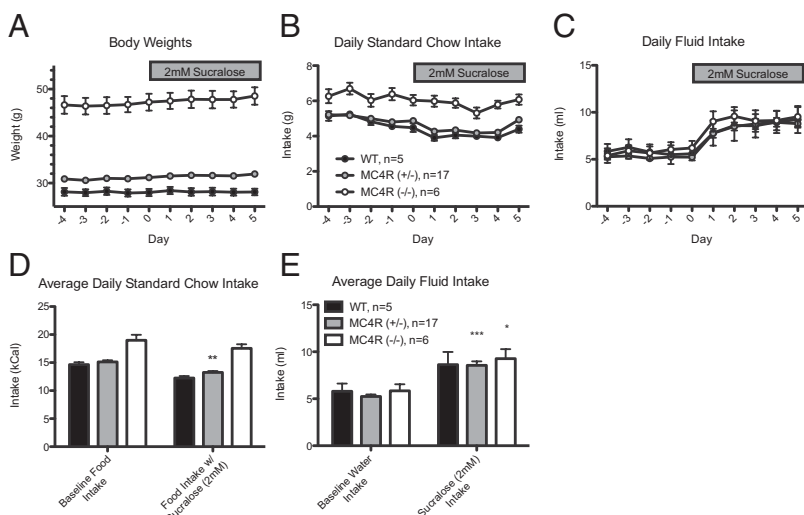 A
Body Weights
2mM Sucralose
Weight (g)
50
40
30
-4 -3 -2 -1 0 1 2 3 4 5
Day
B
Daily Standard Chow Intake
2mM Sucralose
Intake (g)
8
6
4
2
0
WT, n=5
MC4R (+/-), n=17
MC4R (-/-), n=6
-4 -3 -2 -1 0 1 2 3 4 5
Day
C
Daily Fluid Intake
2mM Sucralose
Intake (ml)
15
10
5
0
-4 -3 -2 -1 0 1 2 3 4 5
Day
D
Average Daily Standard Chow Intake
Intake (kCal)
25
20
15
10
5
0
**
Baseline Food
Intake
Food Intake w/
Sucralose (2mM)
E
Average Daily Fluid Intake
Intake (ml)
15
10
5
0
WT, n=5
MC4R (+/-), n=17
MC4R (-/-), n=6
***
*
Baseline Water
Intake
Sucralose (2mM)
Intake